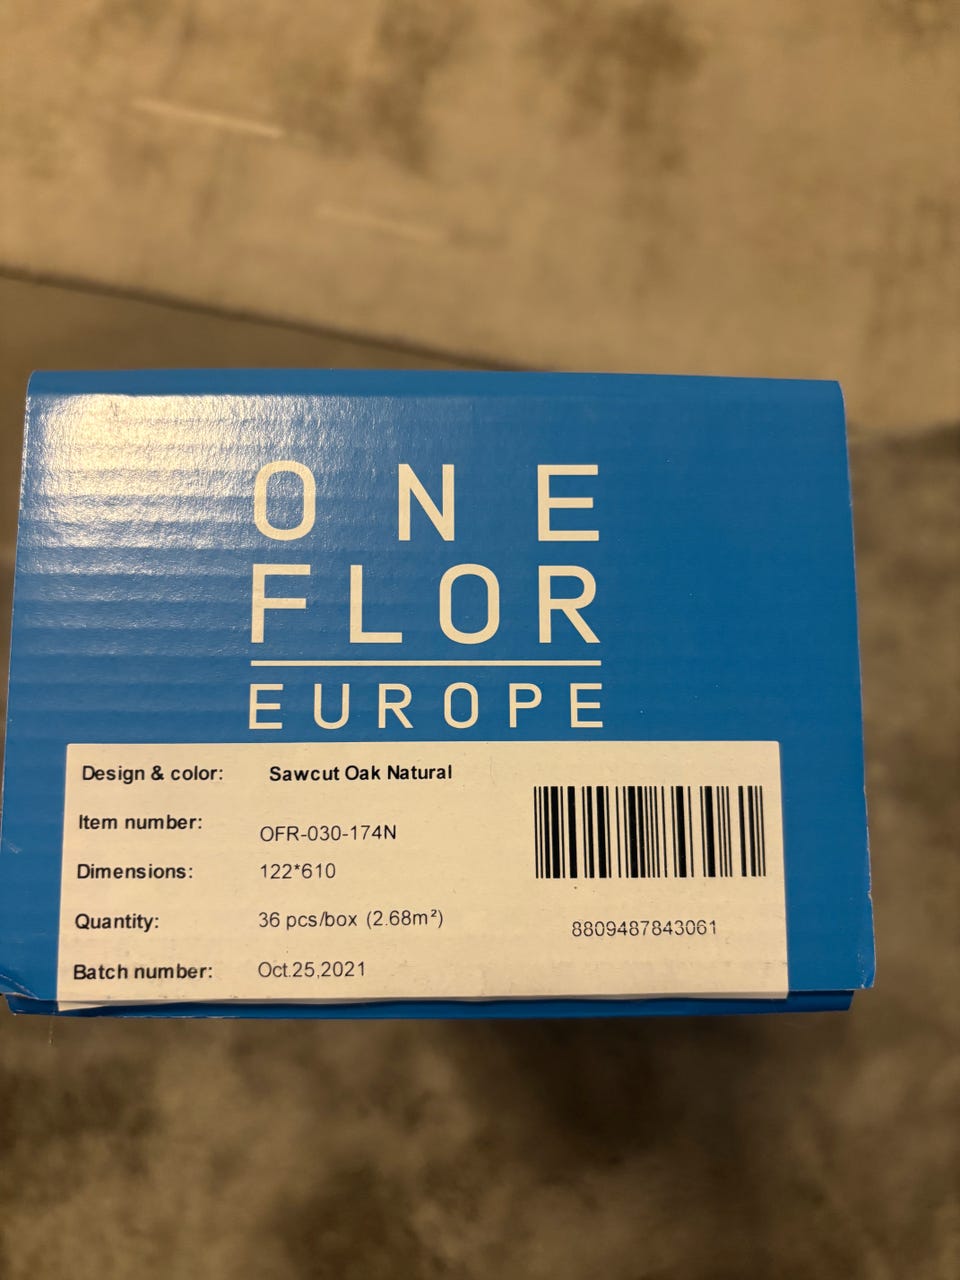 ONE
FLOR
EUROPE
Design & color: Sawcut Oak Natural
Item number: OFR-030-174N
Dimensions: 122*610
Quantity: 36 pcs/box (2.68m²)
Batch number: Oct.25,2021
8809487843061